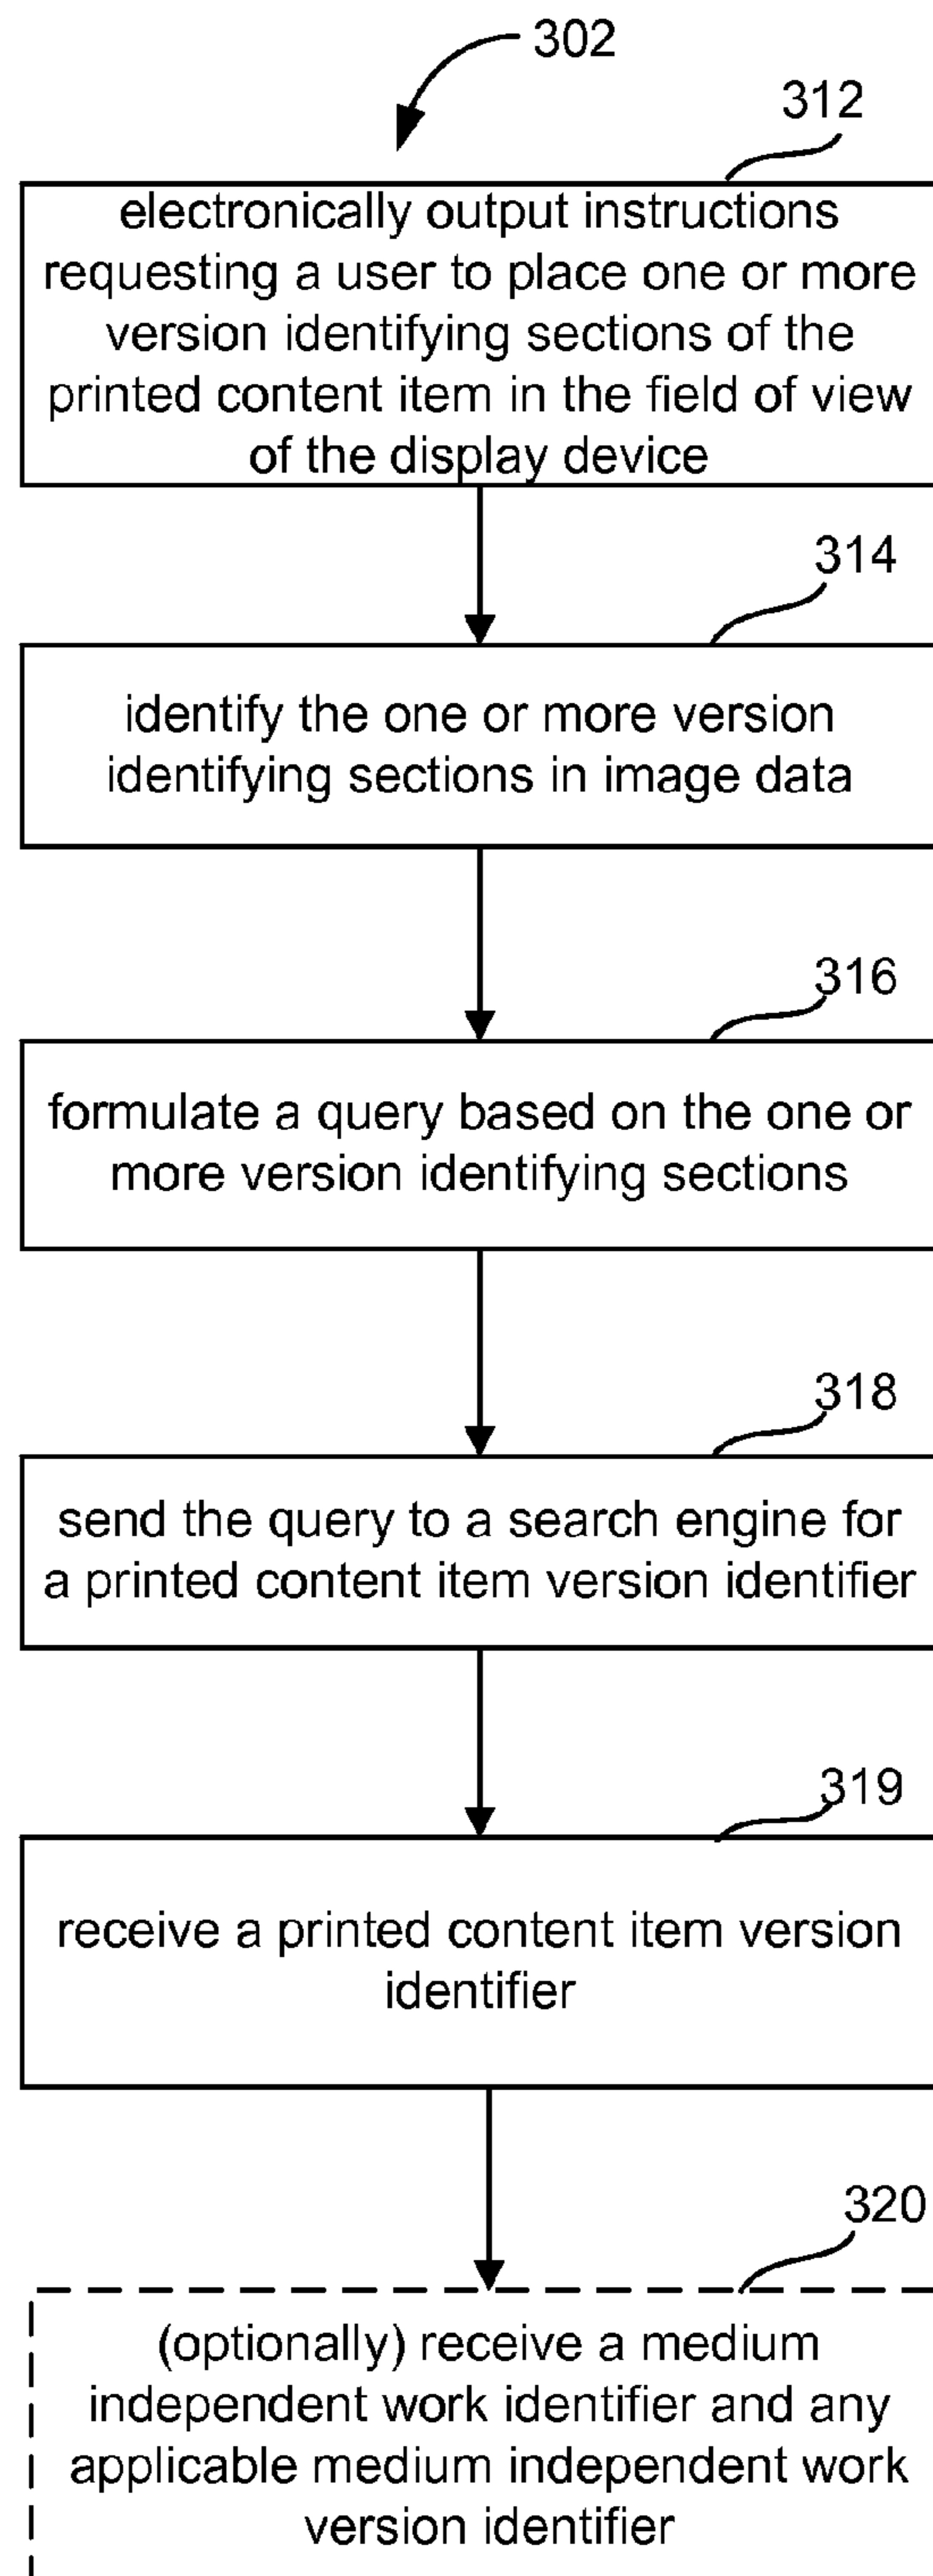 302
312
electronically output instructions
requesting a user to place one or more
version identifying sections of the
printed content item in the field of view
of the display device
314
identify the one or more version
identifying sections in image data
316
formulate a query based on the one or
more version identifying sections
318
send the query to a search engine for
a printed content item version identifier
319
receive a printed content item version
identifier
320
(optionally) receive a medium
independent work identifier and any
applicable medium independent work
version identifier